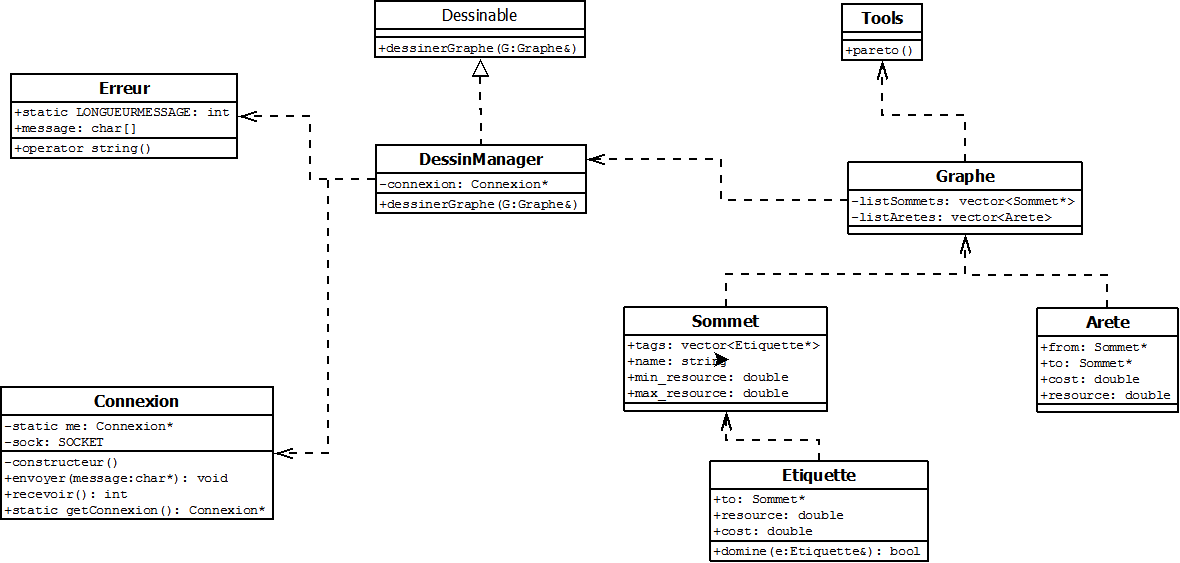 Dessinable
+dessinerGraphe(G:Graphe&)
Tools
+pareto()
Erreur
+static LONGUEURMESSAGE: int
+message: char[]
+operator string()
DessinManager
-connexion: Connexion*
+dessinerGraphe(G:Graphe&)
Graphe
-listSommets: vector<Sommet*>
-listAretes: vector<Arete>
Sommet
+tags: vector<Etiquette*>
+name: string
+min_resource: double
+max_resource: double
Arete
+from: Sommet*
+to: Sommet*
+cost: double
+resource: double
Connexion
-static me: Connexion*
-sock: SOCKET
-constructeur()
+envoyer(message:char*): void
+recevoir(): int
+static getConnexion(): Connexion*
Etiquette
+to: Sommet*
+resource: double
+cost: double
+domine(e:Etiquette&): bool